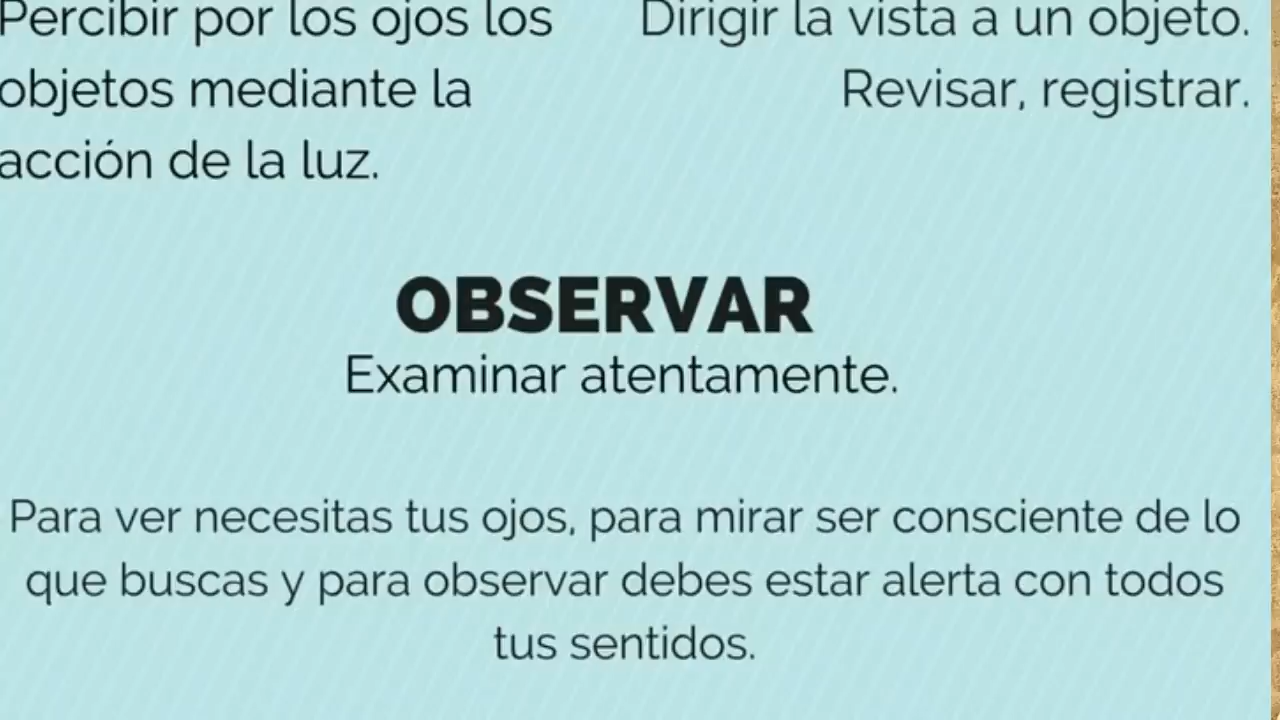 Percibir por los ojos los
objetos mediante la
acción de la luz.
Dirigir la vista a un objeto.
Revisar, registrar.
OBSERVAR
Examinar atentamente.
Para ver necesitas tus ojos, para mirar ser consciente de lo
que buscas y para observar debes estar alerta con todos
tus sentidos.